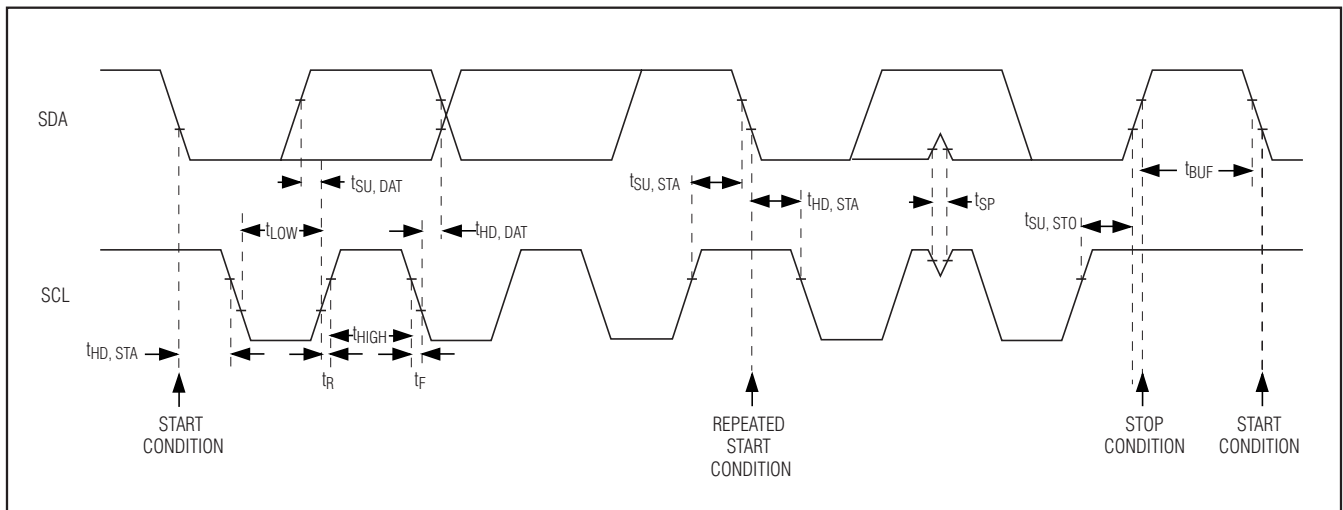 SDA
tSU, DAT
tSU, STA
tHD, STA
tSP
tBUF
tSU, STO
tLOW
tHD, DAT
SCL
tHIGH
tHD, STA
tR
tF
START
CONDITION
REPEATED
START
CONDITION
STOP
CONDITION
START
CONDITION